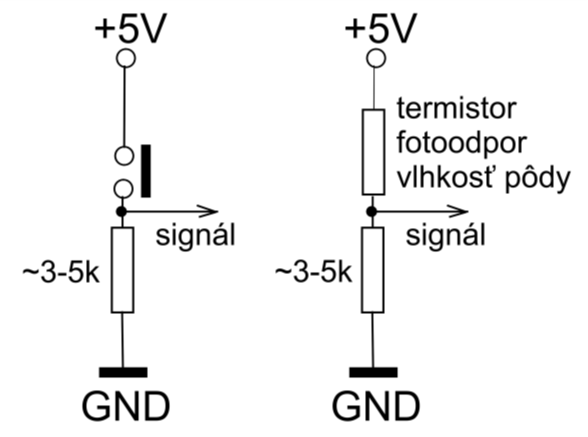 +5V
signál
~3-5k
GND
+5V
termistor
fotoodpor
vlhkosť pôdy
signál
~3-5k
GND